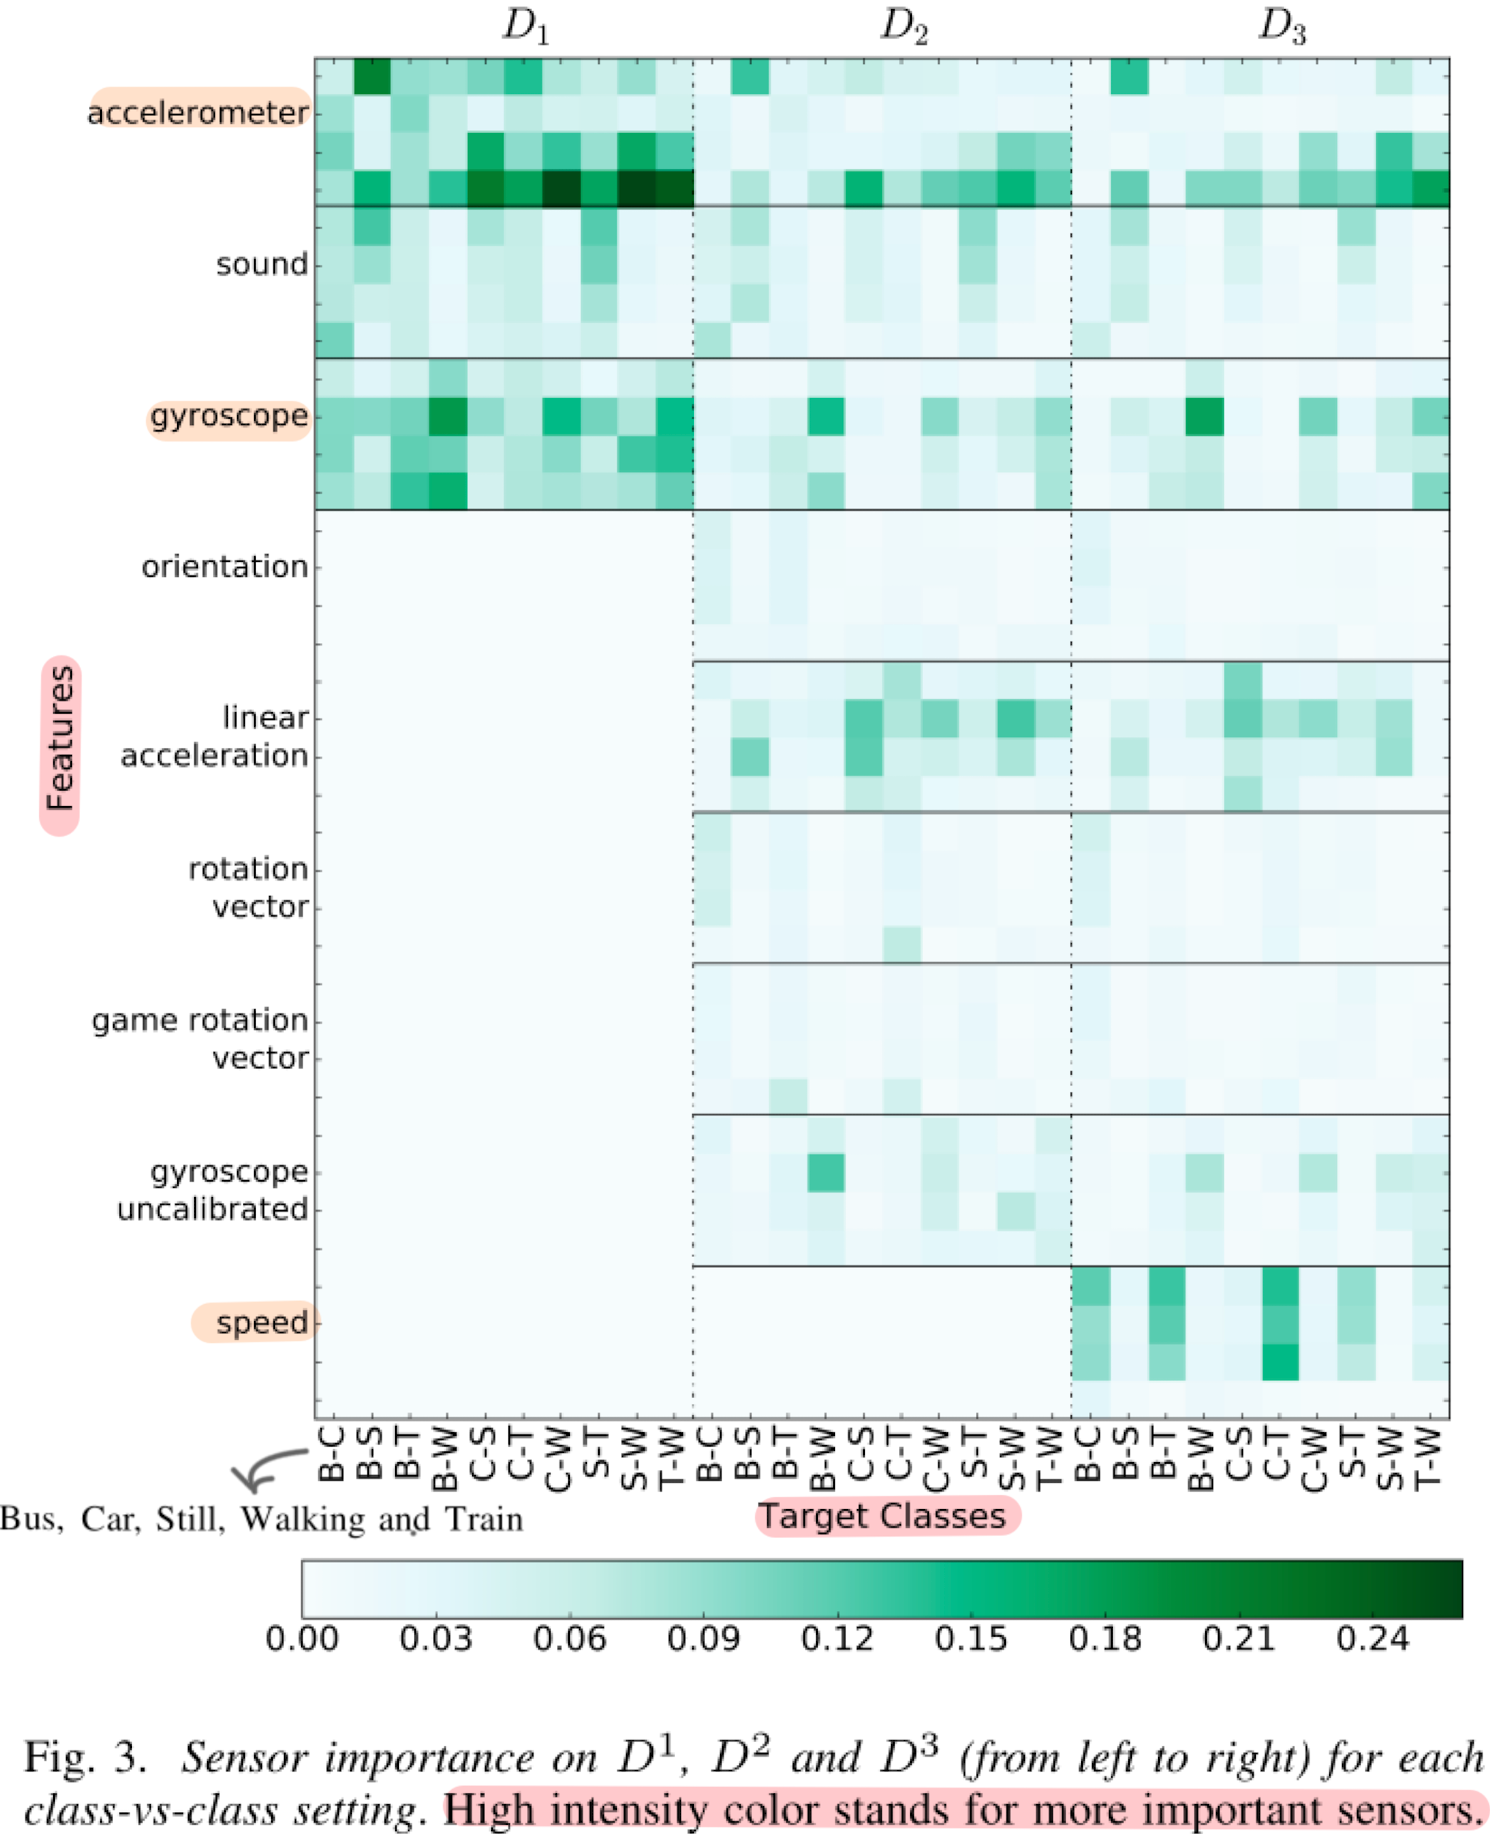 D1 D2 D3
accelerometer
sound
gyroscope
orientation
linear
acceleration
rotation
vector
game rotation
vector
gyroscope
uncalibrated
speed
Features
B-C B-S B-T B-W C-S C-T C-W S-T S-W T-W B-C B-S B-T B-W C-S C-T C-W S-T S-W T-W B-C B-S B-T B-W C-S C-T C-W S-T S-W T-W
Bus, Car, Still, Walking and Train
Target Classes
0.00 0.03 0.06 0.09 0.12 0.15 0.18 0.21 0.24
Fig. 3. Sensor importance on D1, D2 and D3 (from left to right) for each
class-vs-class setting. High intensity color stands for more important sensors.